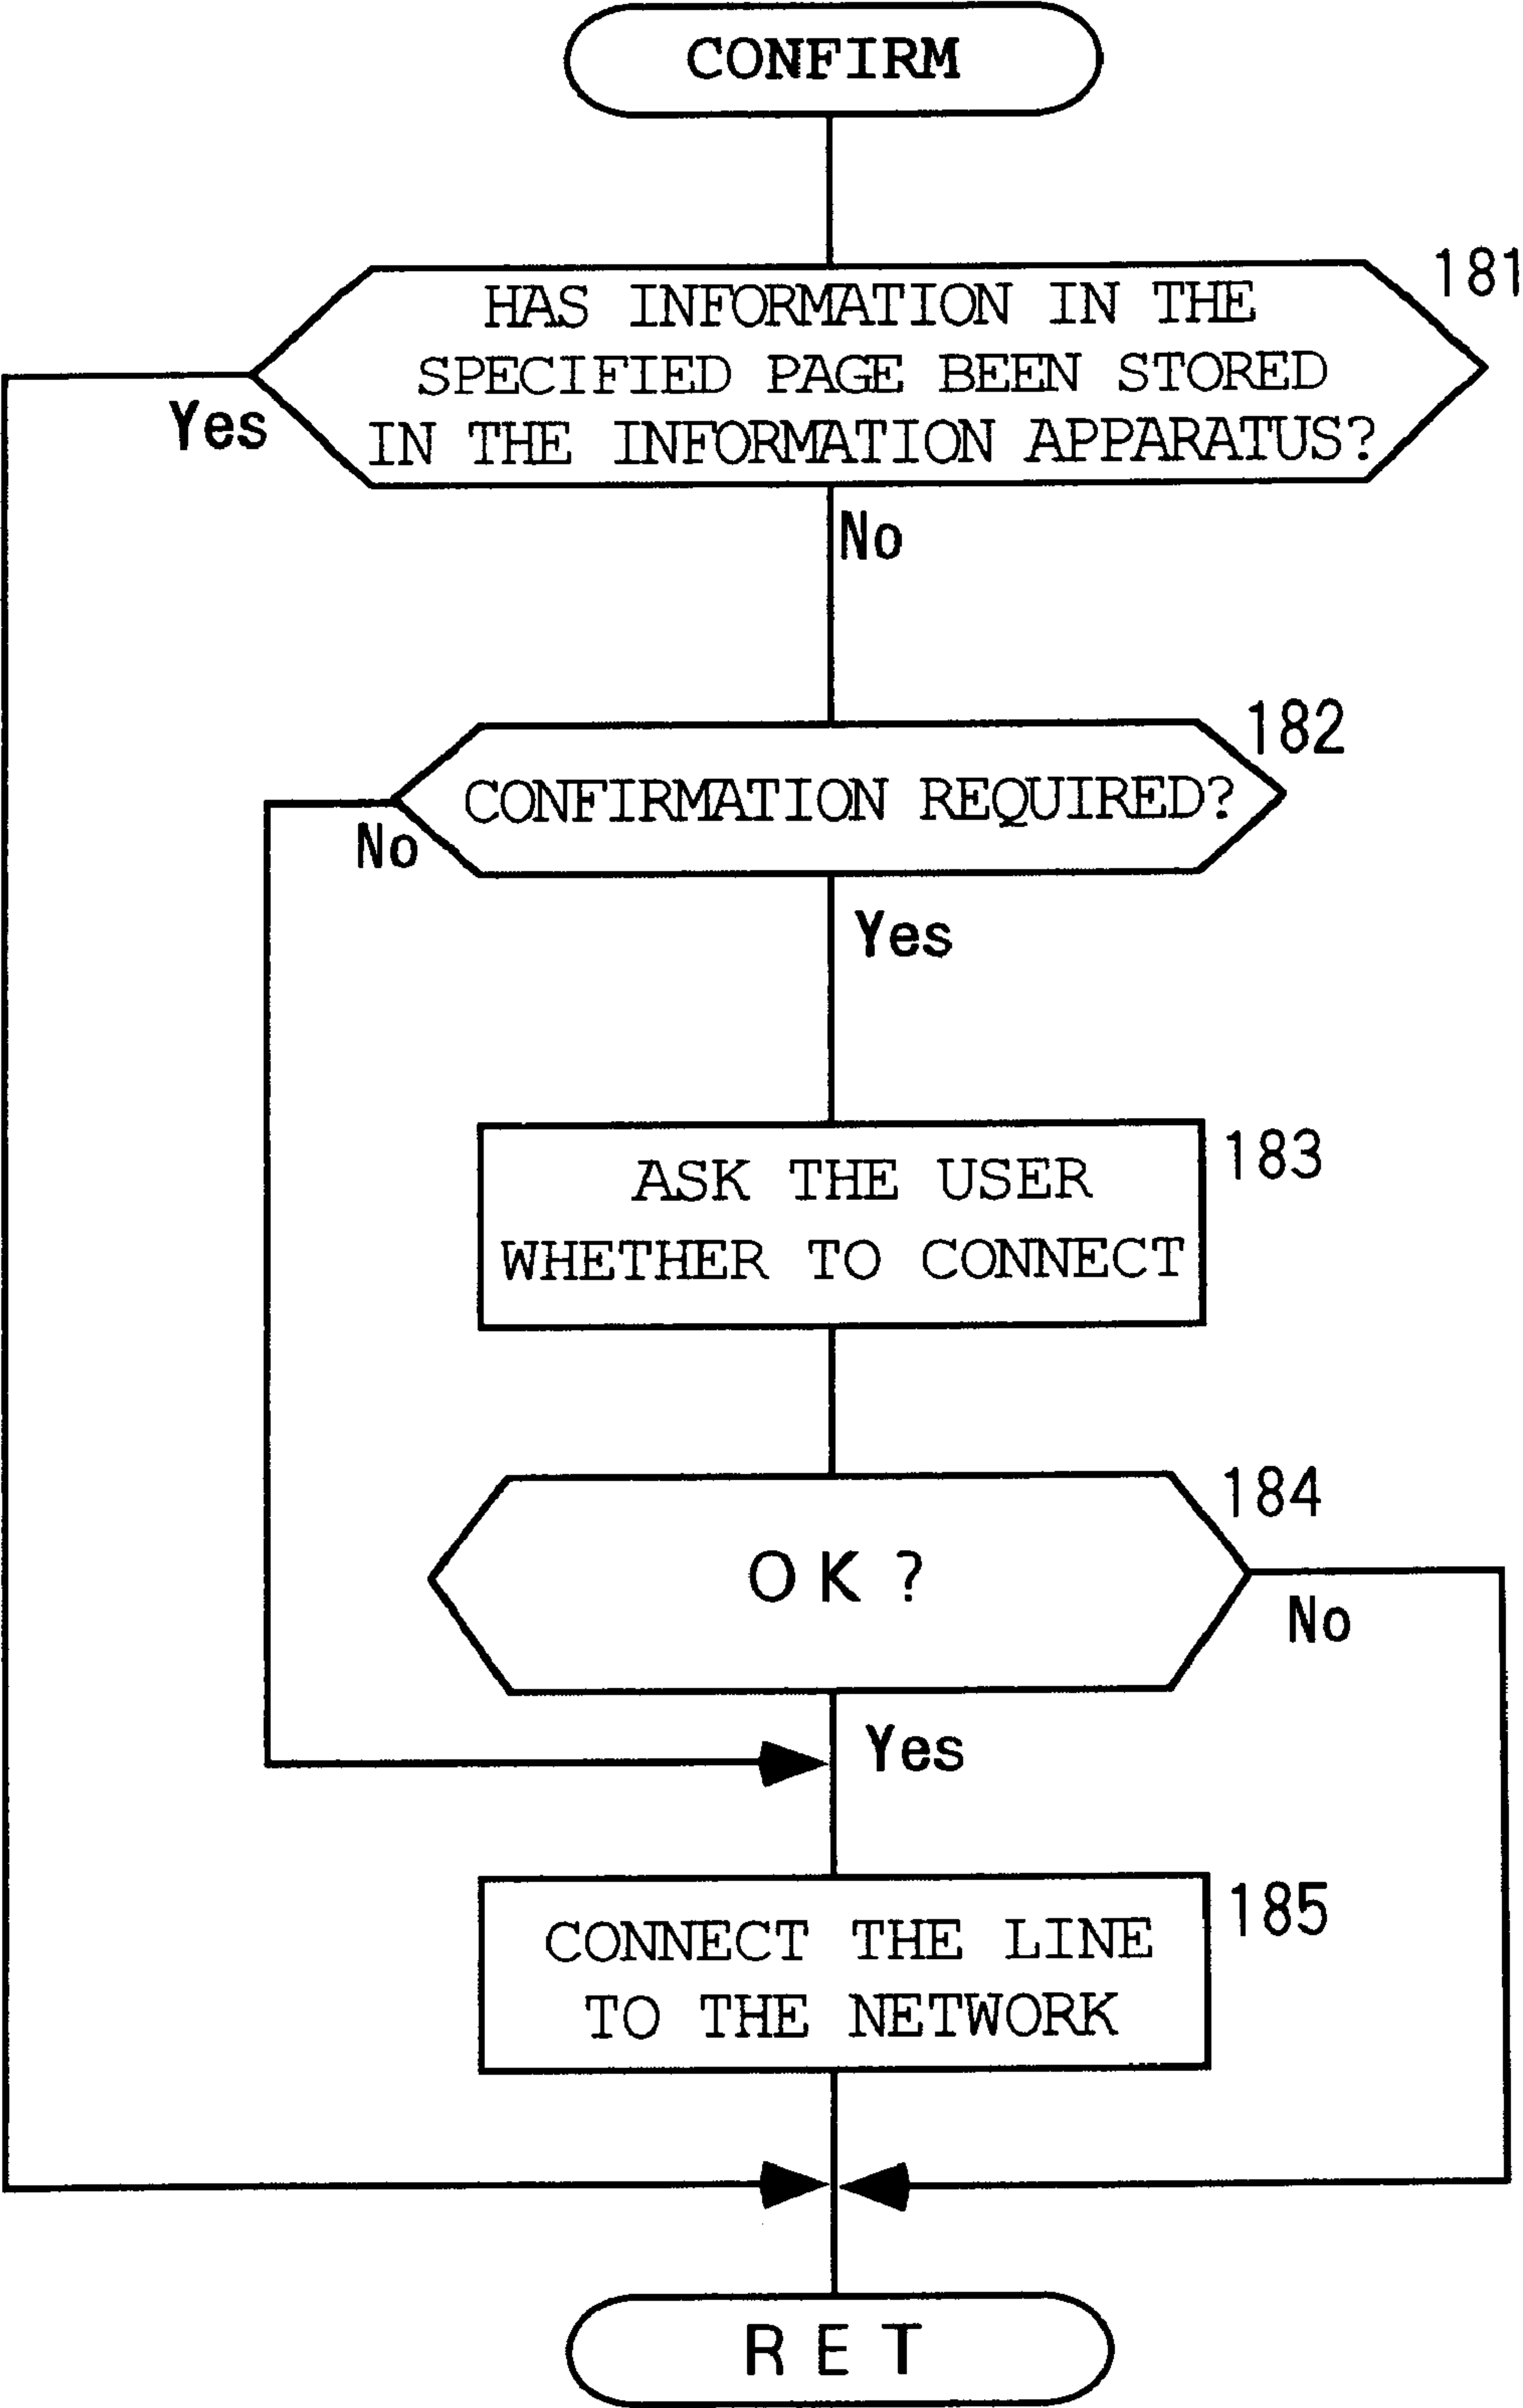 CONFIRM
181
HAS INFORMATION IN THE
SPECIFIED PAGE BEEN STORED
IN THE INFORMATION APPARATUS?
Yes
No
182
CONFIRMATION REQUIRED?
No
Yes
183
ASK THE USER
WHETHER TO CONNECT
184
OK?
No
Yes
185
CONNECT THE LINE
TO THE NETWORK
RET